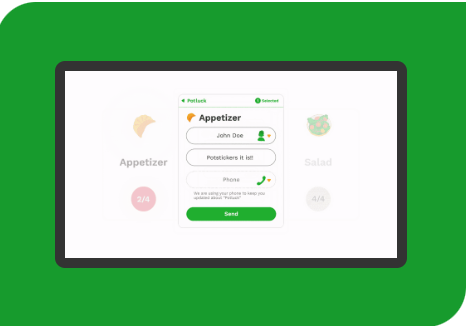 Potluck
Selected
Appetizer
John Doe
Potstickers it is!
Phone
We are using your phone to keep you
updated about "Potluck"
Send
Appetizer
2/4
Salad
4/4